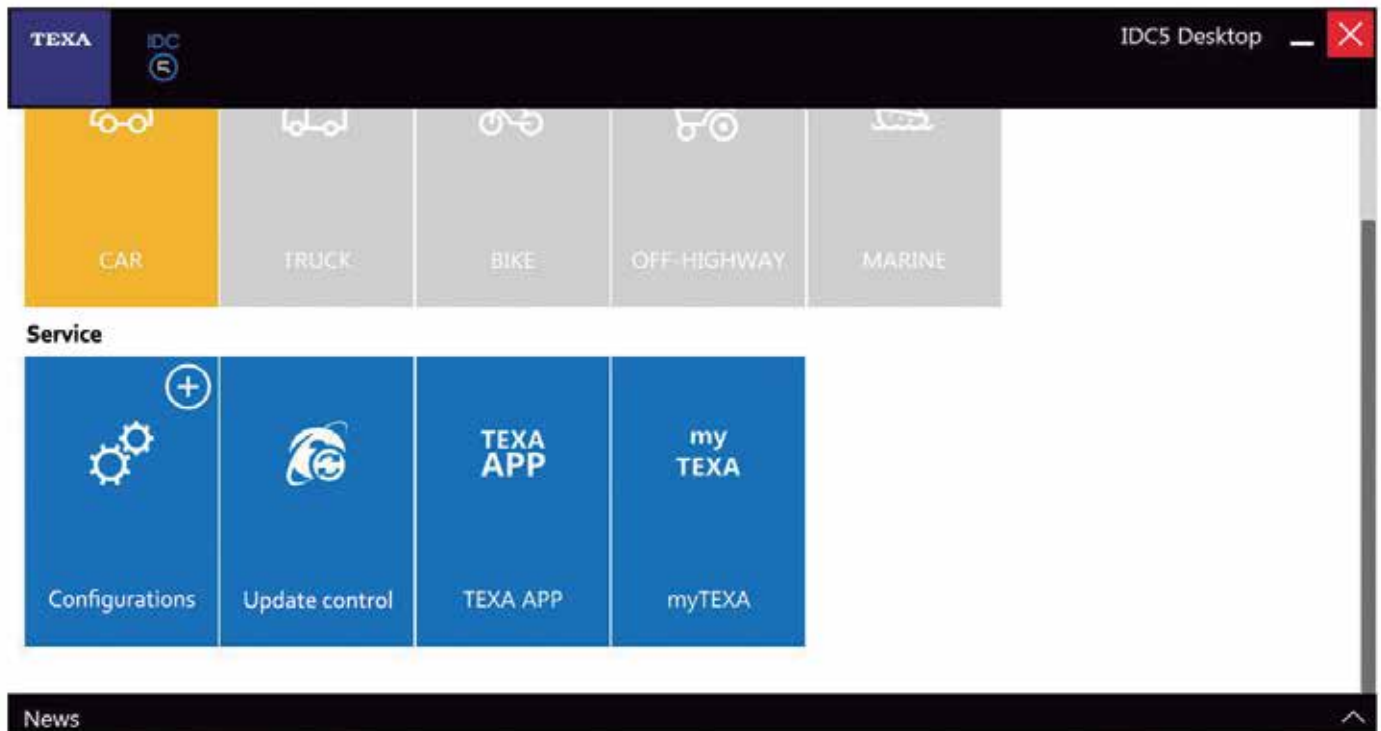 TEXA
IDC
5
IDC5 Desktop
CAR
TRUCK
BIKE
OFF-HIGHWAY
MARINE
Service
TEXA
APP
my
TEXA
Configurations
Update control
TEXA APP
myTEXA
News